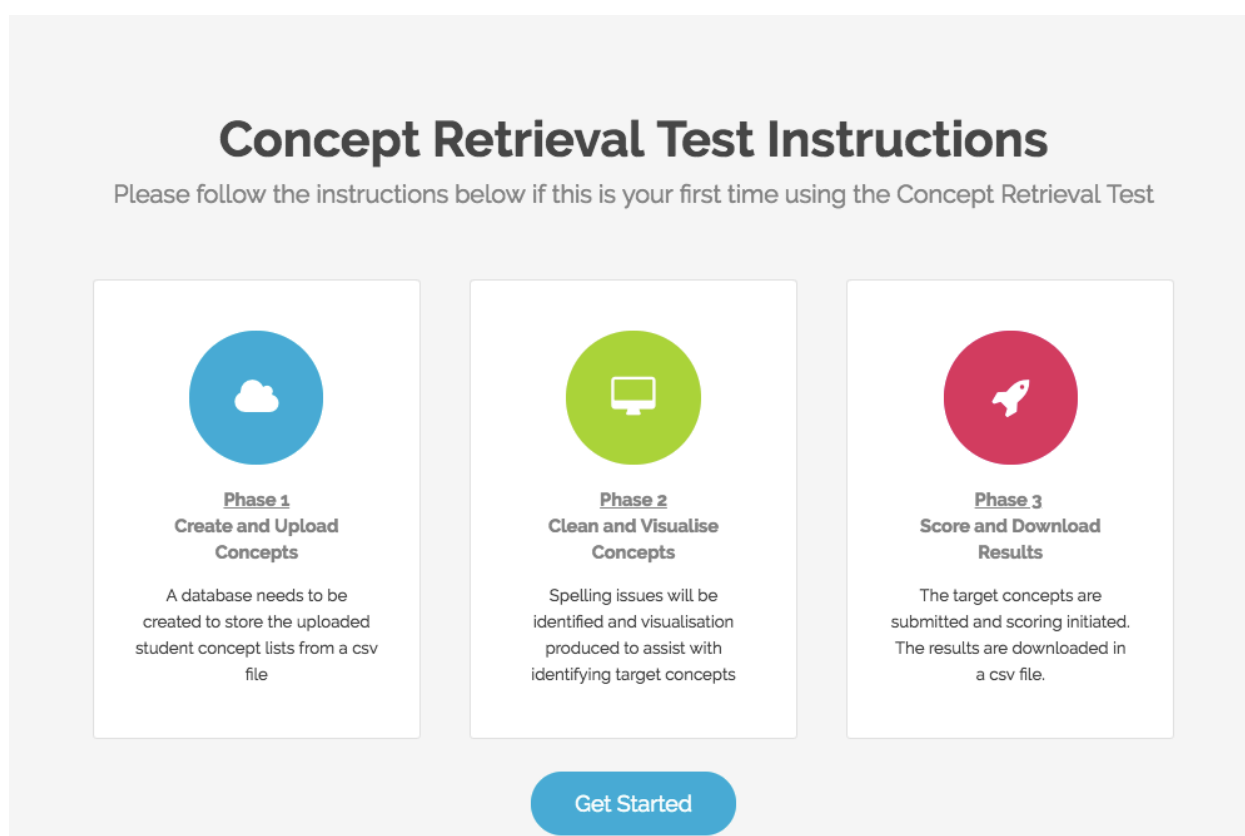 Concept Retrieval Test Instructions
Please follow the instructions below if this is your first time using the Concept Retrieval Test
Phase 1
Create and Upload
Concepts
A database needs to be
created to store the uploaded
student concept lists from a csv
file
Phase 2
Clean and Visualise
Concepts
Spelling issues will be
identified and visualisation
produced to assist with
identifying target concepts
Phase 3
Score and Download
Results
The target concepts are
submitted and scoring initiated.
The results are downloaded in
a csv file.
Get Started